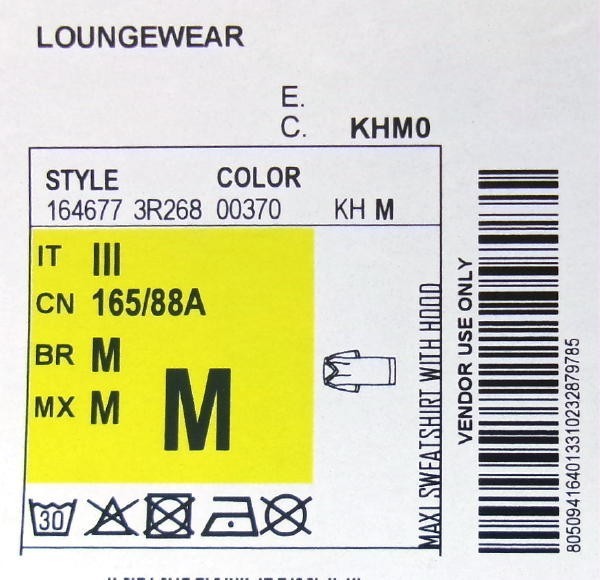 LOUNGEWEAR
E.
C. KHM0
STYLE COLOR
164677 3R268 00370 KH M
IT III
CN 165/88A
BR M
MX M
M
30
MAXI SWEATSHIRT WITH HOOD
VENDOR USE ONLY
805094164013310232879785